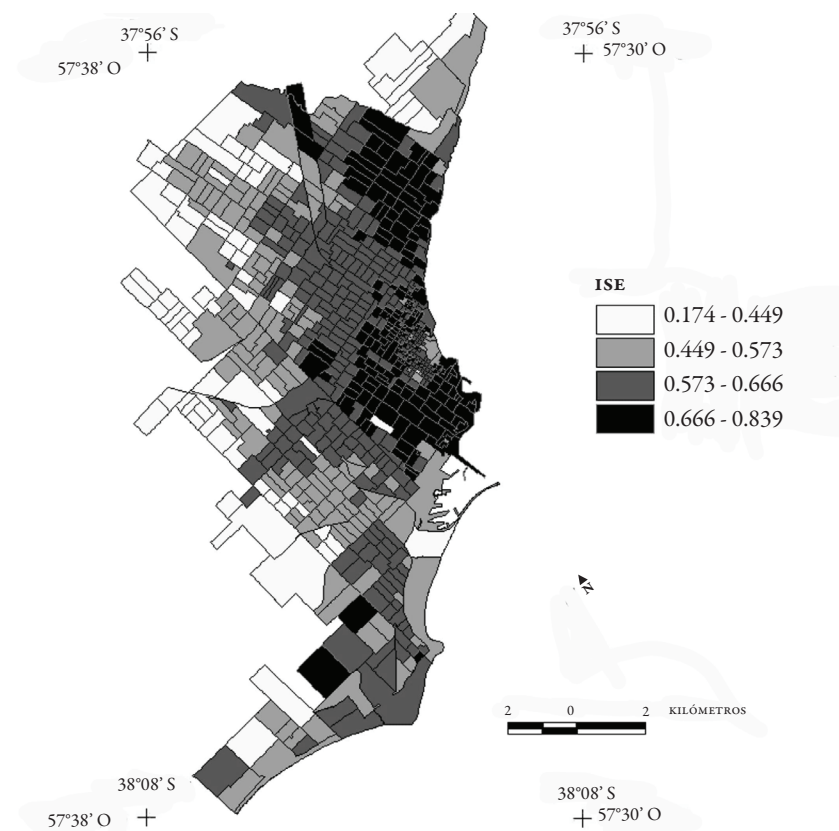 37°56’ S
57°38’ O
37°56’ S
57°30’ O
ISE
0.174 - 0.449
0.449 - 0.573
0.573 - 0.666
0.666 - 0.839
N
2 0 2 KILÓMETROS
38°08’ S
57°38’ O
38°08’ S
57°30’ O